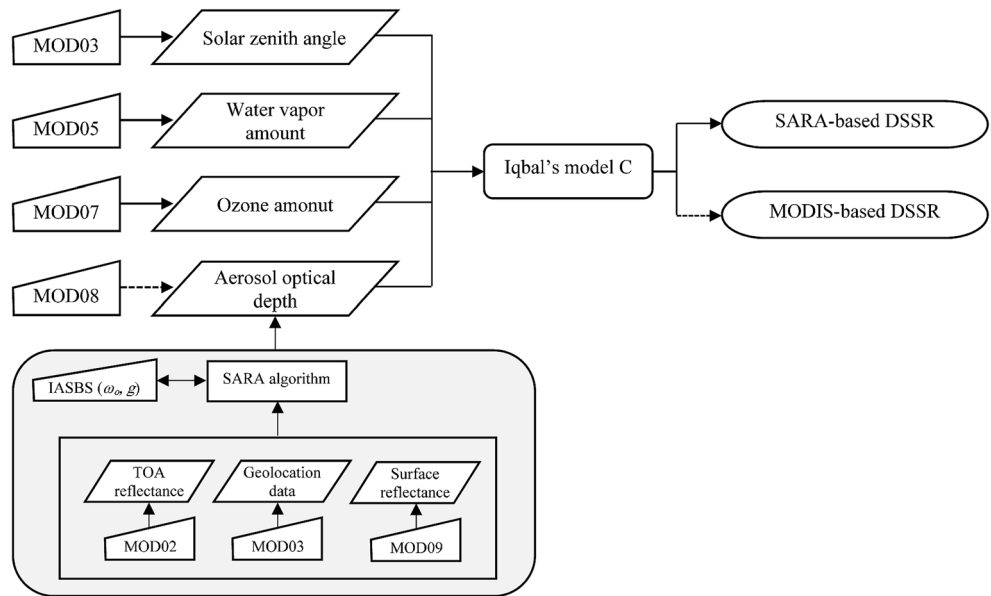 MOD03
Solar zenith angle
MOD05
Water vapor
amount
MOD07
Ozone amonut
MOD08
Aerosol optical
depth
Iqbal's model C
SARA-based DSSR
MODIS-based DSSR
IASBS (ωₒ, g)
SARA algorithm
TOA
reflectance
Geolocation
data
Surface
reflectance
MOD02
MOD03
MOD09